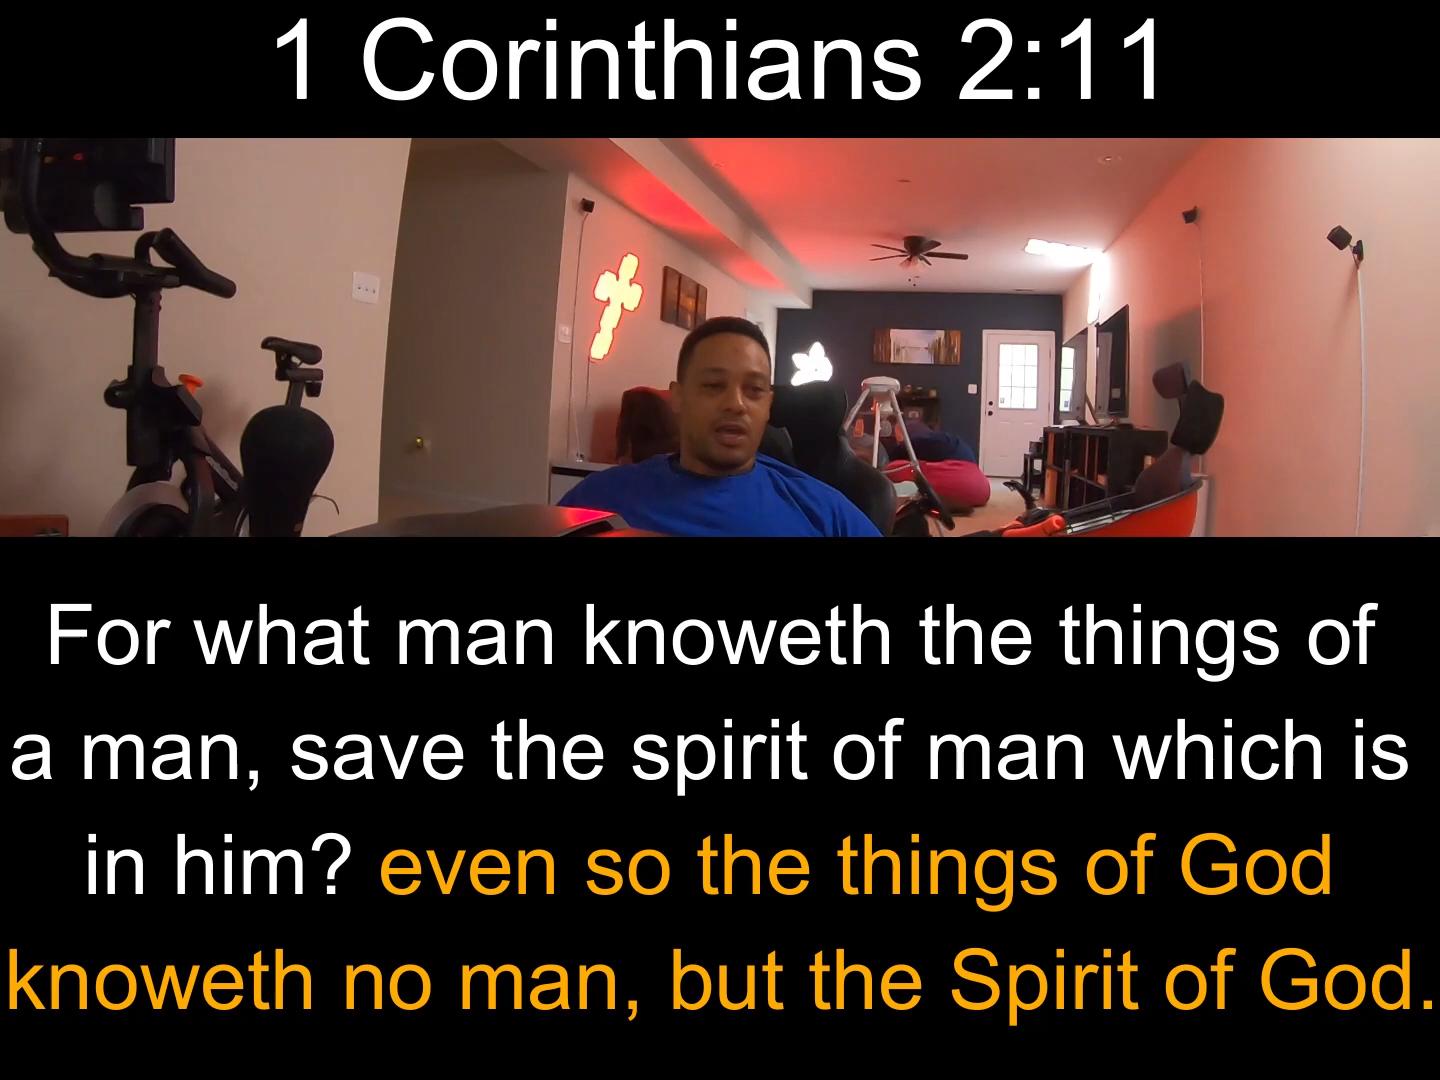 1 Corinthians 2:11
For what man knoweth the things of
a man, save the spirit of man which is
in him? even so the things of God
knoweth no man, but the Spirit of God.